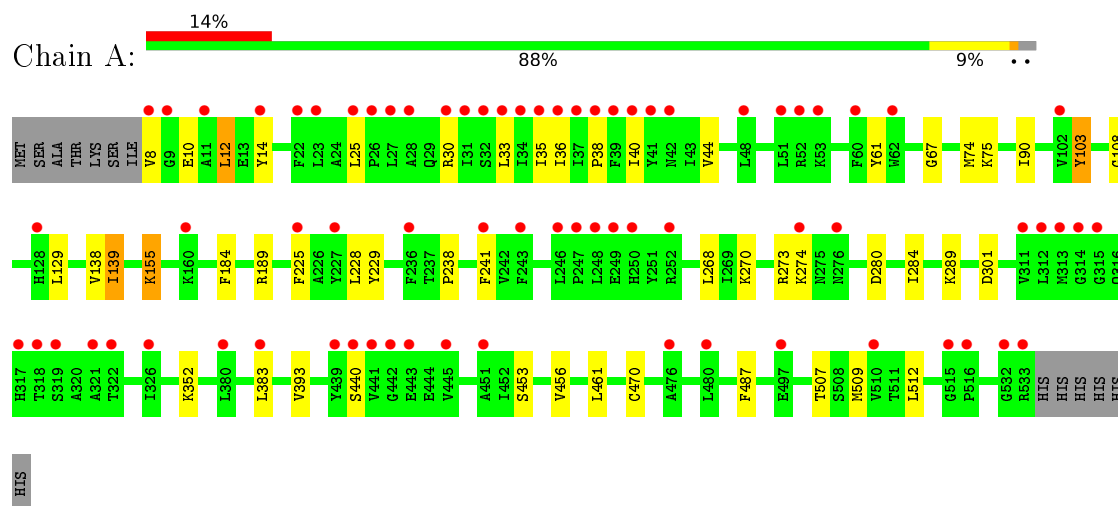 14%
Chain A:
88% 9% • •
MET SER ALA THR LYS SER ILE V8 G9 E10 A11 L12 E13 Y14 F22 L23 A24 L25 P26 L27 A28 Q29 R30 I31 S32 L33 I34 I35 I36 I37 P38 F39 I40 Y41 N42 I43 V44 L48 L51 R52 K53 F60 Y61 W62 G67 M74 K75 I90 V102 Y103
H128 L129 V138 I139 K155 K160 F184 R189 F225 A226 Y227 L228 Y229 F236 T237 P238 F241 V242 F243 L246 P247 L248 E249 H250 Y251 R252 L268 I269 K270 R273 K274 N275 N276 D280 I284 K289 D301 V311 L312 M313 G314 G315
H317 T318 S319 A320 A321 T322 I326 K352 L380 L383 V393 Y439 S440 V441 G442 E443 E444 V445 A451 I452 S453 V456 L461 C470 A476 L480 F487 E497 T507 S508 M509 V510 T511 L512 G515 P516 G532 R533 HIS HIS HIS HIS HIS
HIS